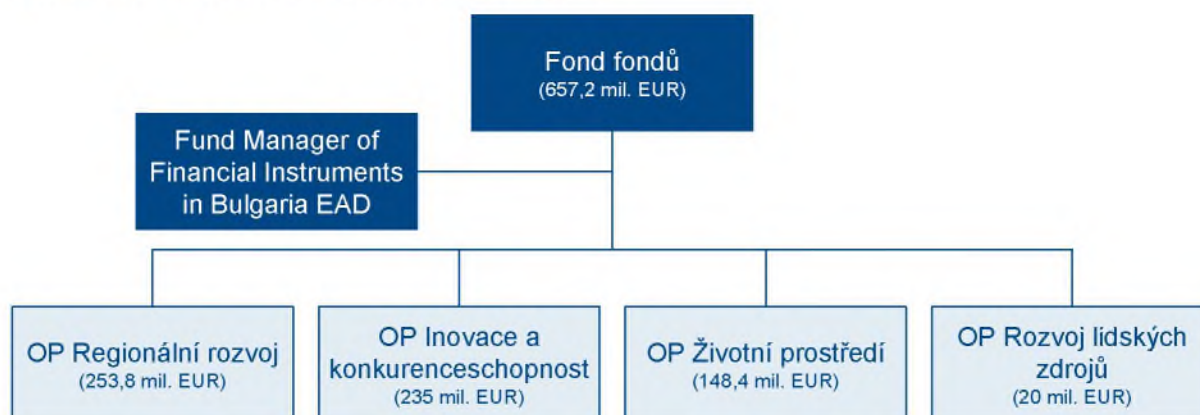 Fond fondů
(657,2 mil. EUR)
Fund Manager of
Financial Instruments
in Bulgaria EAD
OP Regionální rozvoj
(253,8 mil. EUR)
OP Inovace a
konkurenceschopnost
(235 mil. EUR)
OP Životní prostředí
(148,4 mil. EUR)
OP Rozvoj lidských
zdrojů
(20 mil. EUR)